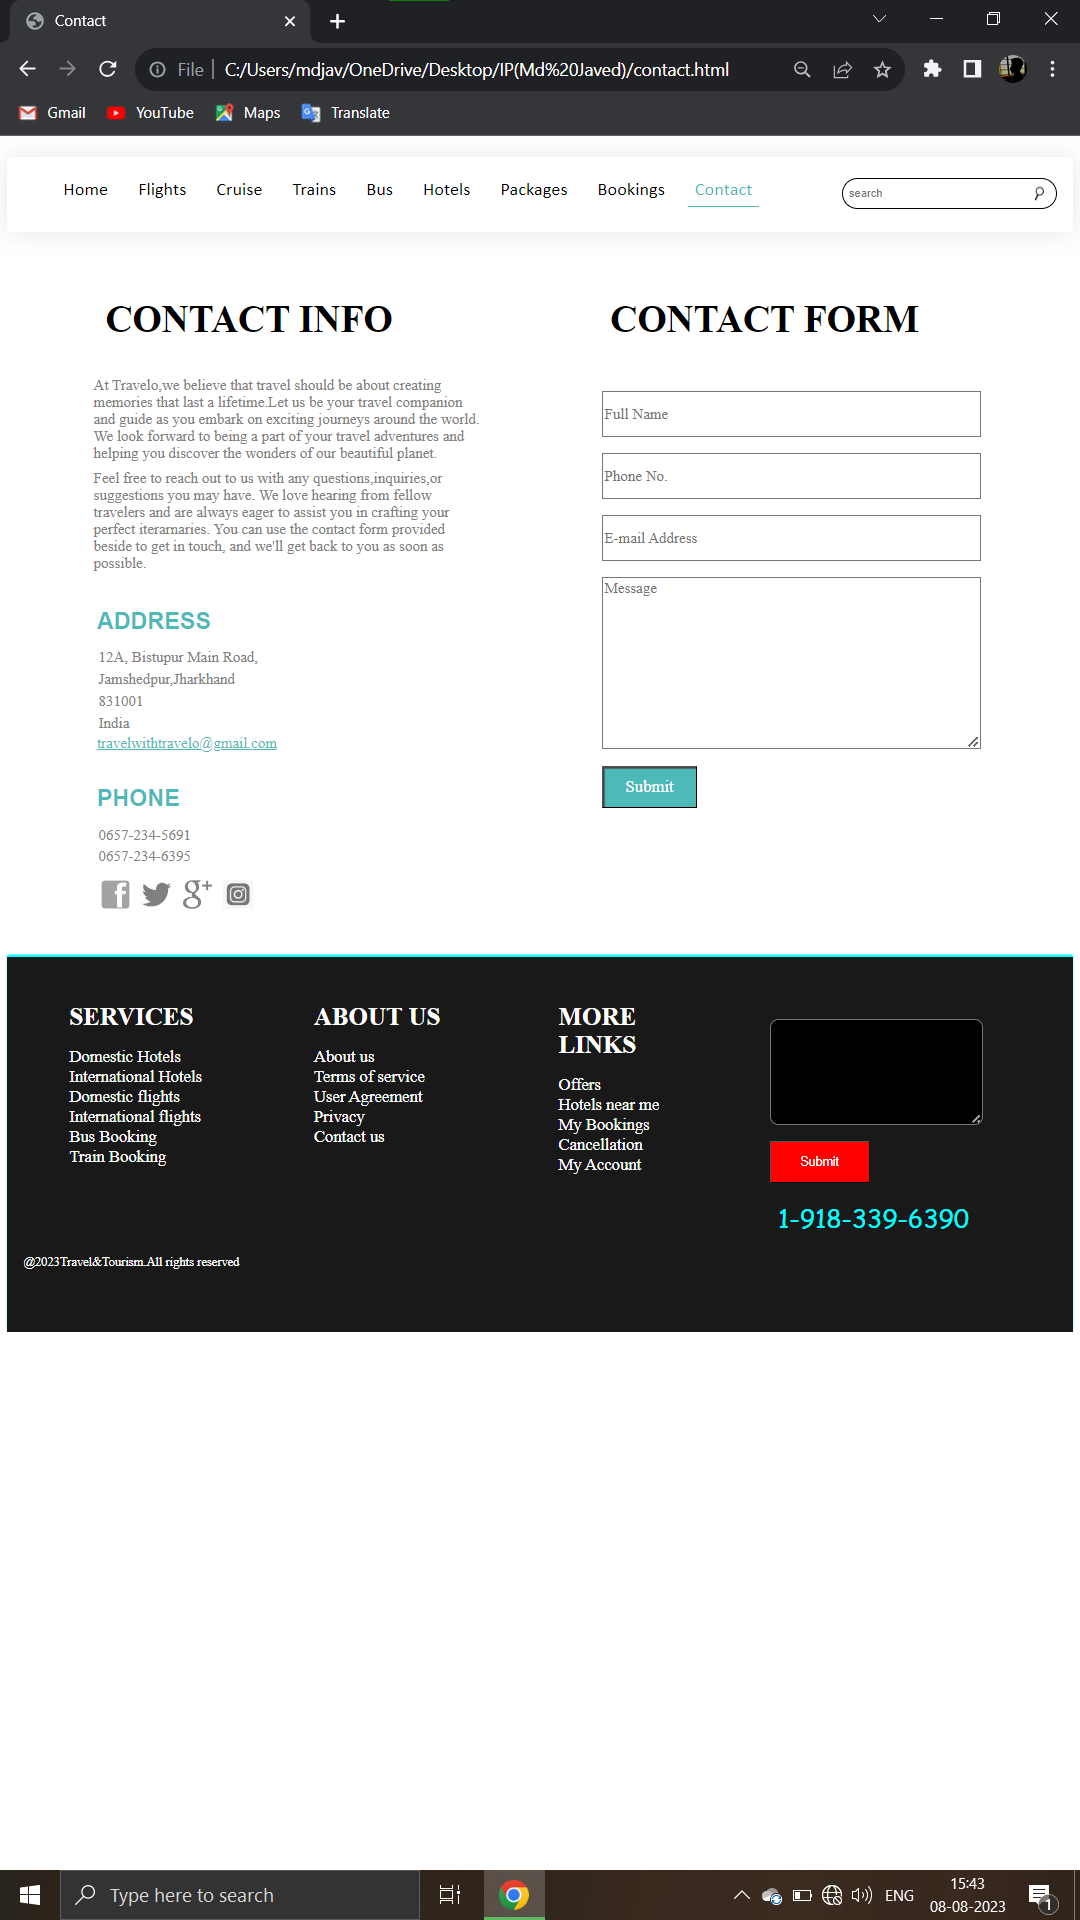 Contact
File
C:/Users/mdjav/OneDrive/Desktop/IP(Md%20Javed)/contact.html
Gmail
YouTube
Maps
Translate
Home
Flights
Cruise
Trains
Bus
Hotels
Packages
Bookings
Contact
search
CONTACT INFO
At Travelo,we believe that travel should be about creating
memories that last a lifetime.Let us be your travel companion
and guide as you embark on exciting journeys around the world.
We look forward to being a part of your travel adventures and
helping you discover the wonders of our beautiful planet.
Feel free to reach out to us with any questions,inquiries,or
suggestions you may have. We love hearing from fellow
travelers and are always eager to assist you in crafting your
perfect iterarnaries. You can use the contact form provided
beside to get in touch, and we'll get back to you as soon as
possible.
ADDRESS
12A, Bistupur Main Road,
Jamshedpur,Jharkhand
831001
India
travelwithtravelo@gmail.com
PHONE
0657-234-5691
0657-234-6395
CONTACT FORM
Full Name
Phone No.
E-mail Address
Message
Submit
SERVICES
Domestic Hotels
International Hotels
Domestic flights
International flights
Bus Booking
Train Booking
ABOUT US
About us
Terms of service
User Agreement
Privacy
Contact us
MORE
LINKS
Offers
Hotels near me
My Bookings
Cancellation
My Account
Submit
1-918-339-6390
@2023Travel&Tourism.All rights reserved
Type here to search
ENG
15:43
08-08-2023
1